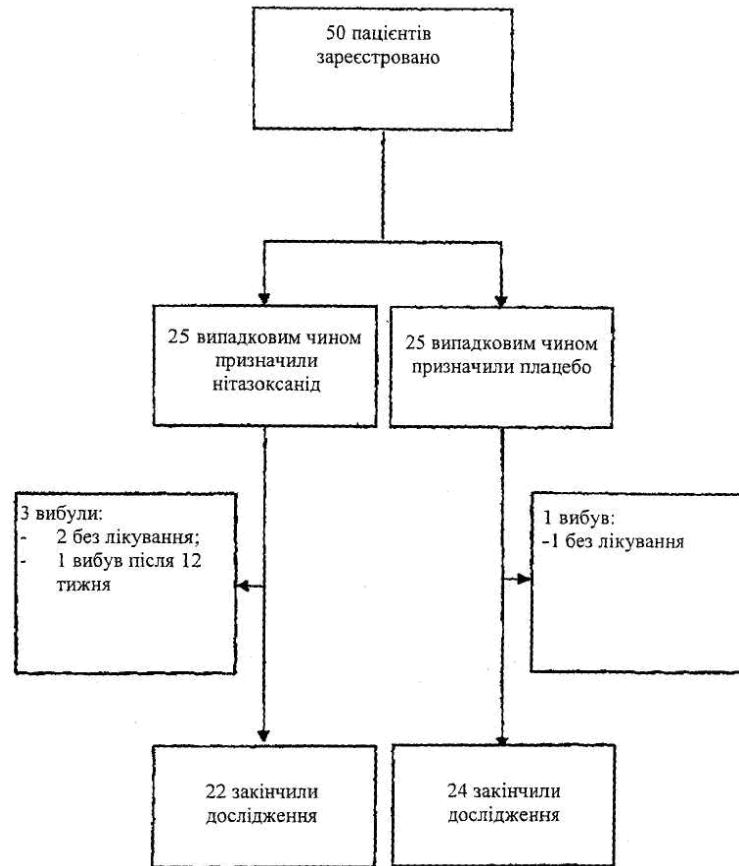 50 пацієнтів
зареєстровано
25 випадковим чином
призначили
нітазоксанід
25 випадковим чином
призначили плацебо
3 вибули:
- 2 без лікування;
- 1 вибув після 12
тижня
1 вибув:
-1 без лікування
22 закінчили
дослідження
24 закінчили
дослідження